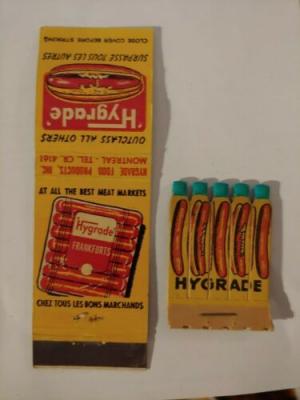 CLOSE COVER BEFORE STRIKING
SURPASSE TOUS LES AUTRES
'Hygrade'
OUTCLASS ALL OTHERS
HYGRADE FOOD PRODUCTS, INC.
MONTREAL - TEL. CR. 4161
AT ALL THE BEST MEAT MARKETS
Hygrade
FRANKFURTS
CHEZ TOUS LES BONS MARCHANDS
HYGRADE